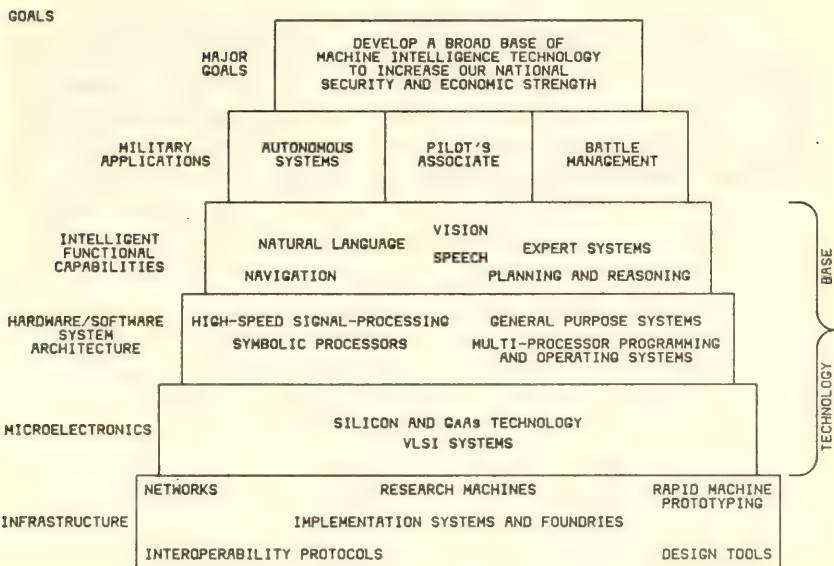 GOALS
MAJOR
GOALS
DEVELOP A BROAD BASE OF
MACHINE INTELLIGENCE TECHNOLOGY
TO INCREASE OUR NATIONAL
SECURITY AND ECONOMIC STRENGTH
MILITARY
APPLICATIONS
AUTONOMOUS
SYSTEMS
PILOT'S
ASSOCIATE
BATTLE
MANAGEMENT
INTELLIGENT
FUNCTIONAL
CAPABILITIES
NATURAL LANGUAGE
VISION
SPEECH
EXPERT SYSTEMS
NAVIGATION
PLANNING AND REASONING
HARDWARE/SOFTWARE
SYSTEM
ARCHITECTURE
HIGH-SPEED SIGNAL-PROCESSING
GENERAL PURPOSE SYSTEMS
SYMBOLIC PROCESSORS
MULTI-PROCESSOR PROGRAMMING
AND OPERATING SYSTEMS
MICROELECTRONICS
SILICON AND GAAs TECHNOLOGY
VLSI SYSTEMS
TECHNOLOGY BASE
INFRASTRUCTURE
NETWORKS
RESEARCH MACHINES
RAPID MACHINE
PROTOTYPING
IMPLEMENTATION SYSTEMS AND FOUNDRIES
INTEROPERABILITY PROTOCOLS
DESIGN TOOLS